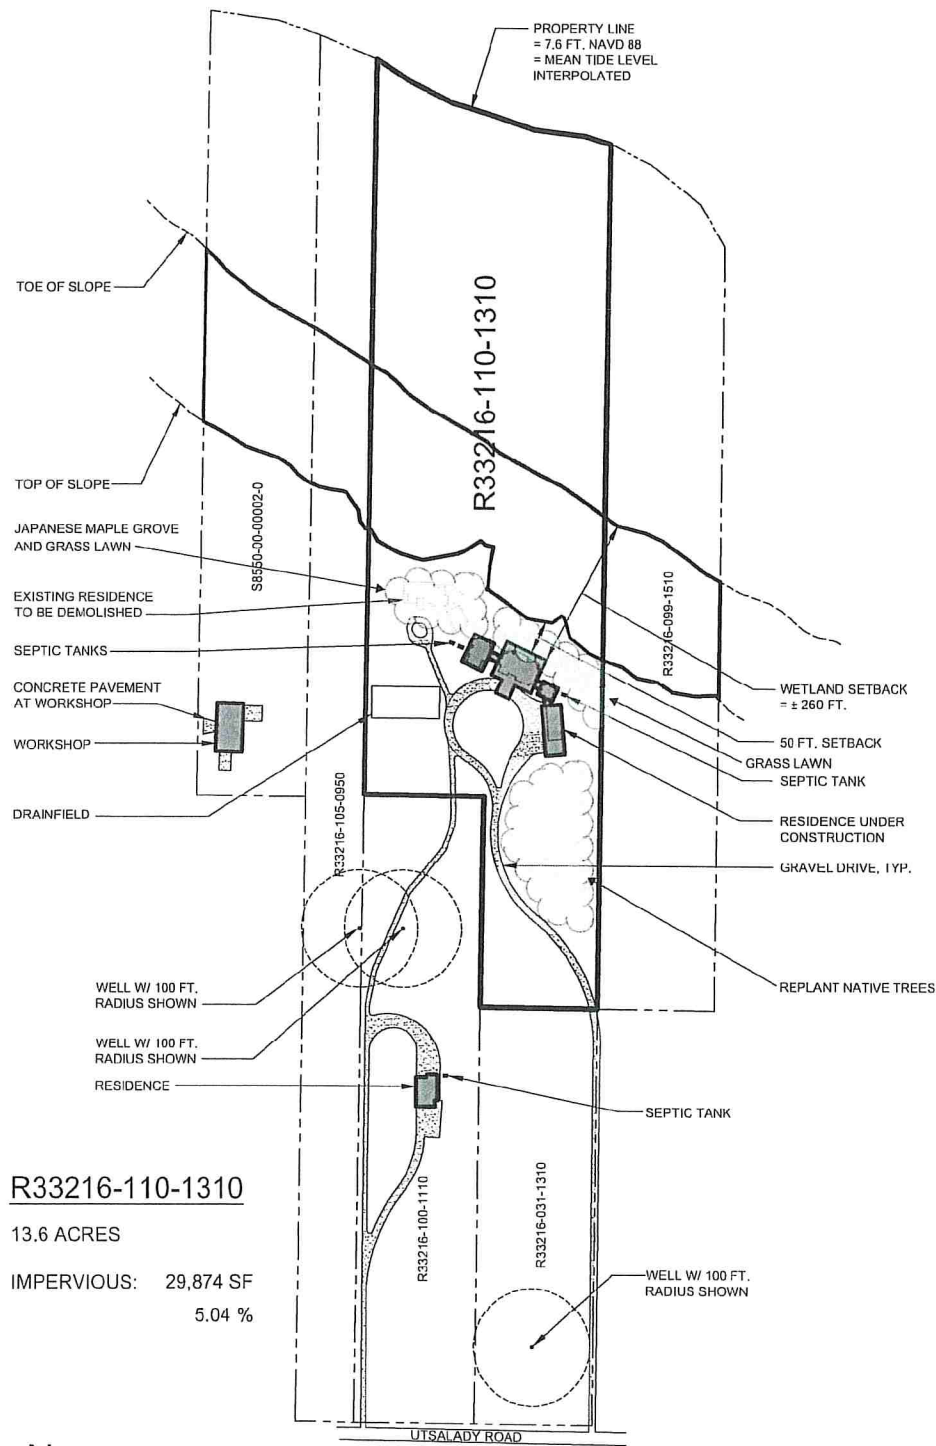 PROPERTY LINE
= 7.6 FT. NAVD 88
= MEAN TIDE LEVEL
INTERPOLATED
TOE OF SLOPE
R33216-110-1310
TOP OF SLOPE
S8550-00-00002-0
JAPANESE MAPLE GROVE
AND GRASS LAWN
EXISTING RESIDENCE
TO BE DEMOLISHED
R33216-099-1510
SEPTIC TANKS
CONCRETE PAVEMENT
AT WORKSHOP
WORKSHOP
WETLAND SETBACK
= ± 260 FT.
50 FT. SETBACK
GRASS LAWN
SEPTIC TANK
DRAINFIELD
RESIDENCE UNDER
CONSTRUCTION
R33216-105-0950
GRAVEL DRIVE, TYP.
WELL W/ 100 FT.
RADIUS SHOWN
REPLANT NATIVE TREES
WELL W/ 100 FT.
RADIUS SHOWN
RESIDENCE
SEPTIC TANK
R33216-110-1310
13.6 ACRES
IMPERVIOUS: 29,874 SF
5.04 %
R33216-100-1110
R33216-031-1310
WELL W/ 100 FT.
RADIUS SHOWN
UTSALADY ROAD